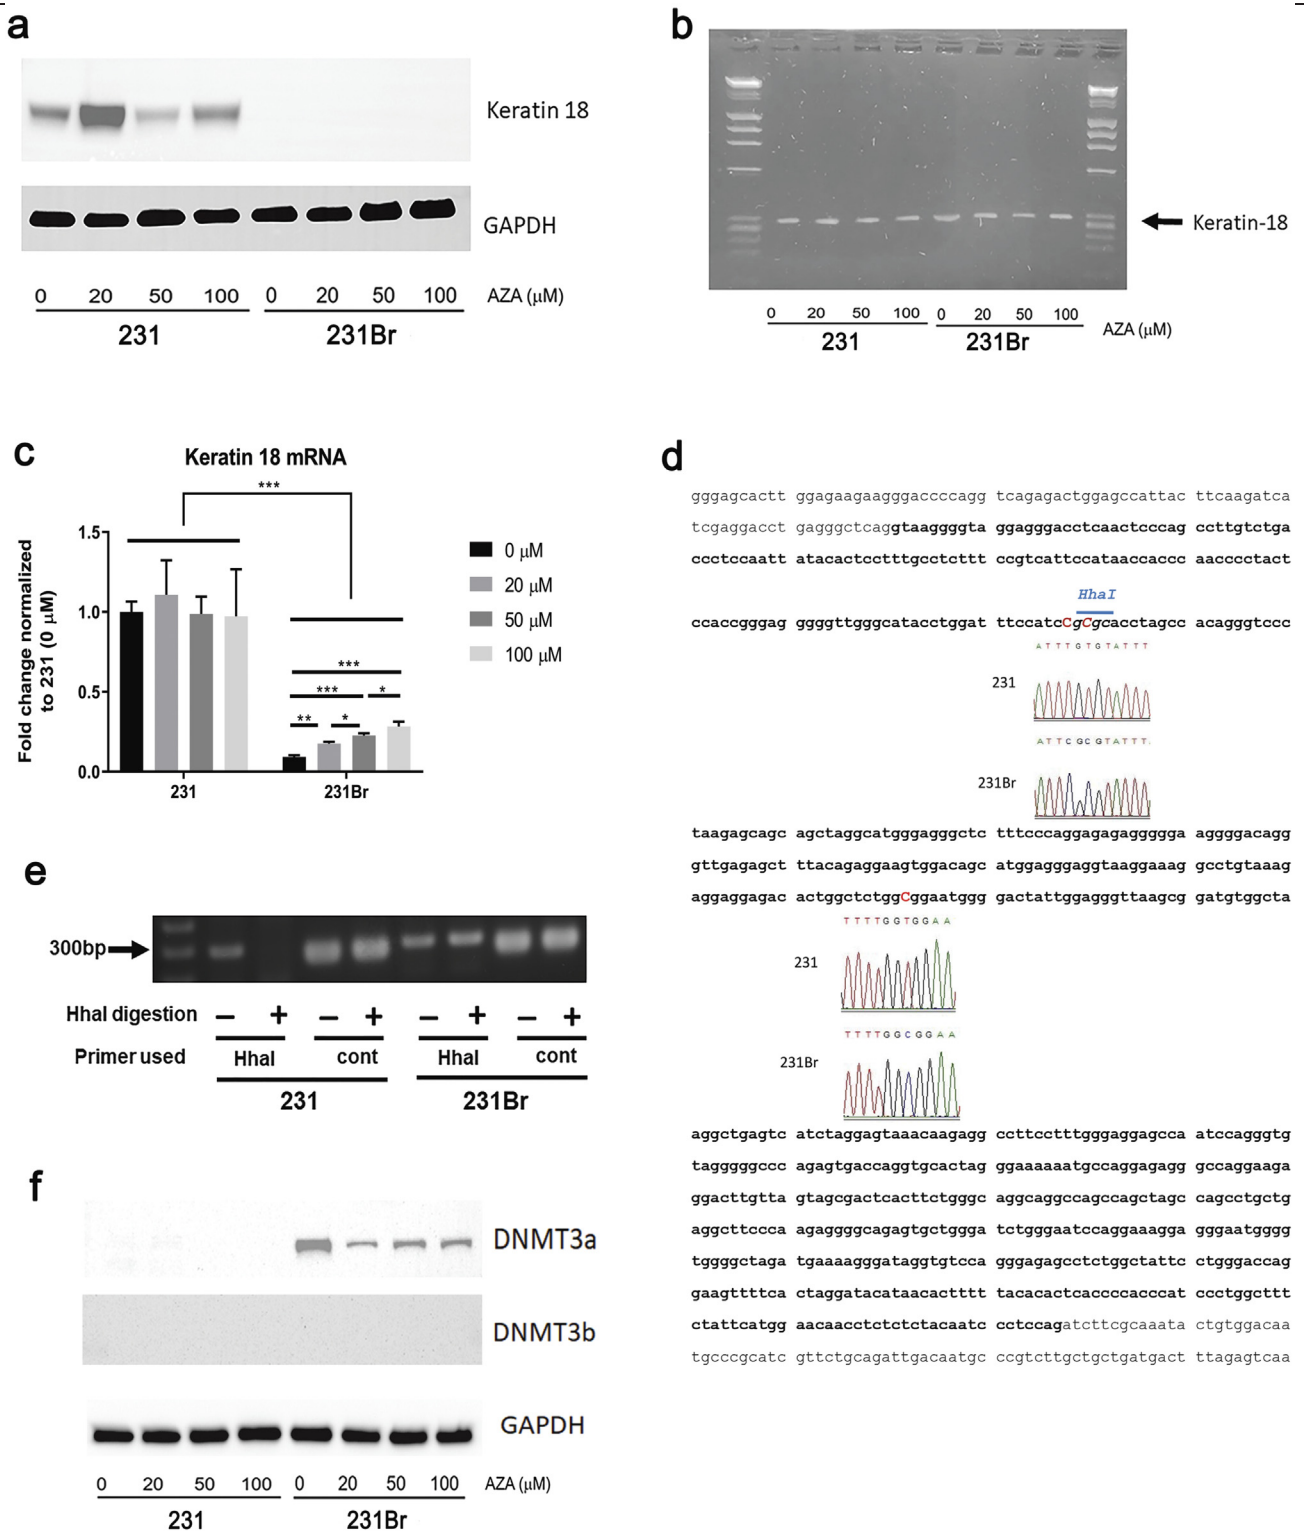 a
Keratin 18
GAPDH
0 20 50 100 0 20 50 100 AZA (µM)
231 231Br
b
Keratin-18
0 20 50 100 0 20 50 100 AZA (µM)
231 231Br
c
Keratin 18 mRNA
***
Fold change normalized
to 231 (0 µM)
1.5
1.0
0.5
0.0
***
*** *
** *
231 231Br
0 µM
20 µM
50 µM
100 µM
d
gggagcactt ggagaagaagggaccccagg tcagagactggagccattac ttcaagatca
tcgaggacct gagggctcaggtaaggggta ggagggacctcaactcccag ccttgtctga
ccctccaatt atacactcctttgcctcttt ccgtcattccataaccaccc aacccctact
HhaI
ccaccgggag ggggttgggcatacctggat ttccatcCgCgcacctagcc acagggtccc
ATTTGTGTATTT
231
ATTCGCGTATTT.
231Br
taagagcagc agctaggcatgggagggctc tttcccaggagagaggggga aggggacagg
gttgagagct ttacagaggaagtggacagc atggagggaggtaaggaaag gcctgtaaag
aggaggagac actggctctggCggaatggg gactattggagggttaagcg gatgtggcta
TTTTGGTGGAA
231
TTTTGGCGGAA
231Br
aggctgagtc atctaggagtaaacaagagg ccttcctttgggaggagcca atccagggtg
tagggggccc agagtgaccaggtgcactag ggaaaaaatgccaggagagg gccaggaaga
ggacttgtta gtagcgactcacttctgggc aggcaggccagccagctagc cagcctgctg
aggcttccca agaggggcagagtgctggga tctgggaatccaggaaagga gggaatgggg
tggggctaga tgaaaagggataggtgtcca gggagagcctctggctattc ctgggaccag
gaagttttca ctaggatacataacactttt tacacactcaccccacccat ccctggcttt
ctattcatgg aacaacctctctctacaatc ccctccagatcttcgcaaata ctgtggacaa
tgcccgcatc gttctgcagattgacaatgc ccgtcttgctgctgatgact ttagagtcaa
e
300bp
HhaI digestion − + − + − + − +
Primer used HhaI cont HhaI cont
231 231Br
f
DNMT3a
DNMT3b
GAPDH
0 20 50 100 0 20 50 100 AZA (µM)
231 231Br